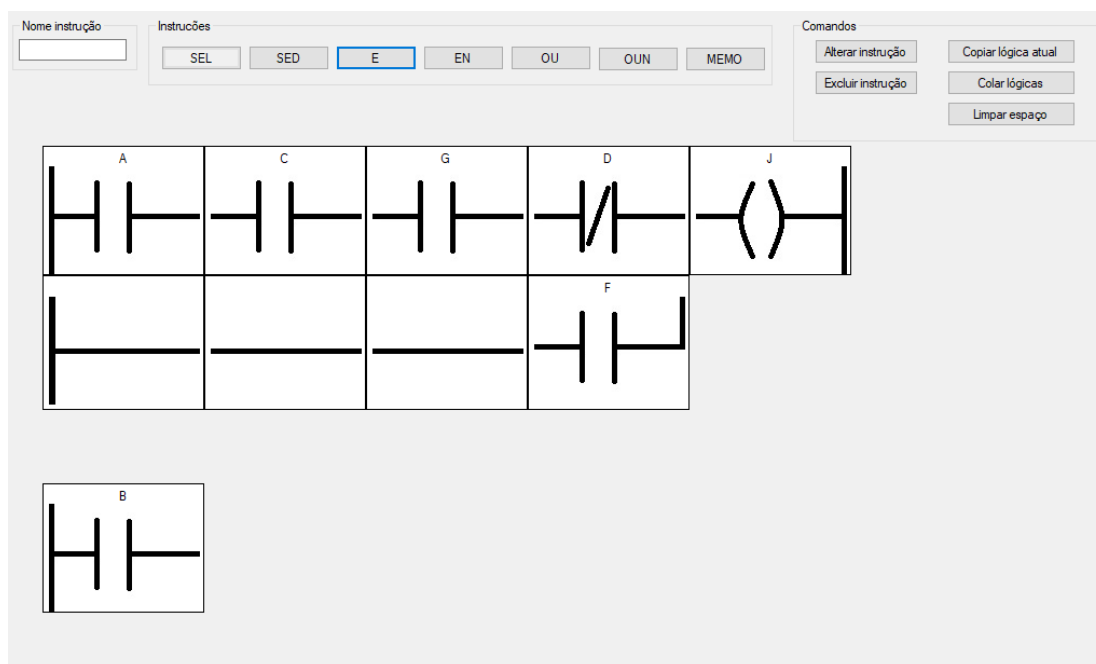 Nome instrução
Instrucões
SEL SED E EN OU OUN MEMO
Comandos
Alterar instrução Copiar lógica atual
Excluir instrução Colar lógicas
Limpar espaço
A C G D J
F
B